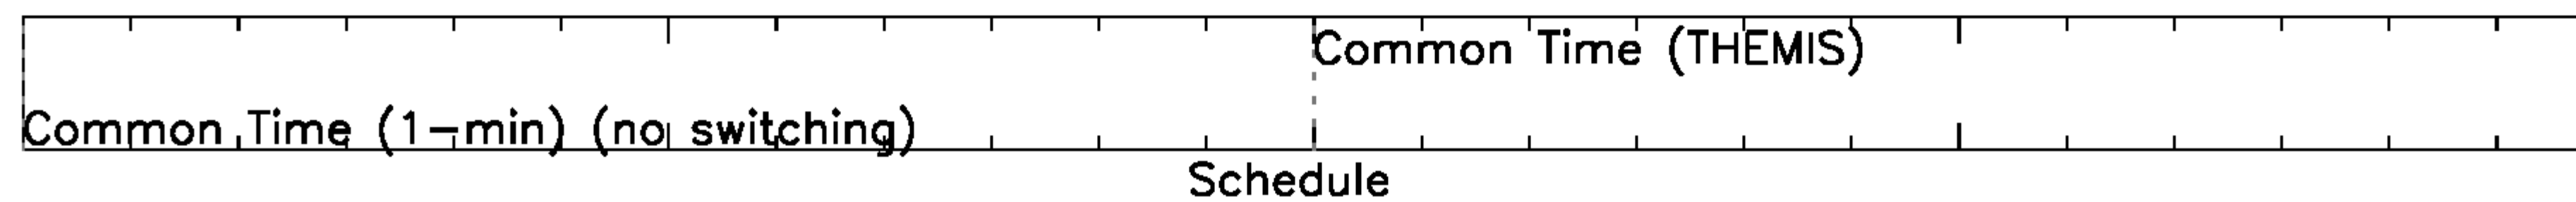 Common Time (THEMIS)
Common Time (1-min) (no switching)
Schedule